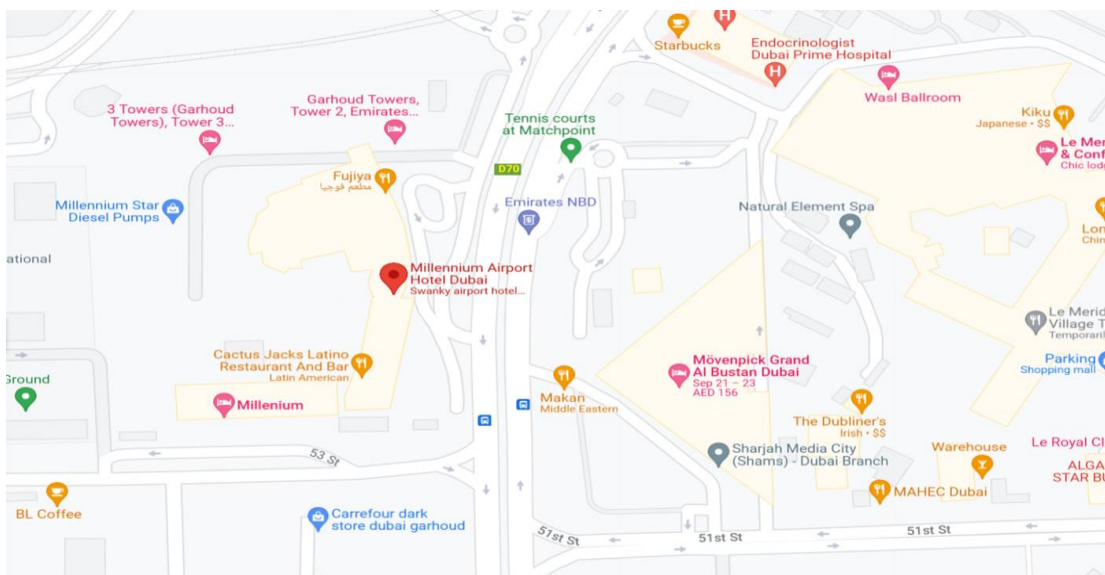 Starbucks
Endocrinologist
Dubai Prime Hospital
Wasl Ballroom
3 Towers (Garhoud
Towers), Tower 3...
Garhoud Towers,
Tower 2, Emirates...
Tennis courts
at Matchpoint
Kiku
Japanese • $$
Le Mer
& Conf
Chic lod
D70
Fujiya
مطعم فوجيا
Millennium Star
Diesel Pumps
Emirates NBD
Natural Element Spa
Lon
Chin
ational
Millennium Airport
Hotel Dubai
Swanky airport hotel...
Le Merid
Village T
Temporaril
Cactus Jacks Latino
Restaurant And Bar
Latin American
Mövenpick Grand
Al Bustan Dubai
Sep 21 – 23
AED 156
Parking
Shopping mall
Ground
Millenium
Makan
Middle Eastern
The Dubliner's
Irish • $$
Sharjah Media City
(Shams) - Dubai Branch
Warehouse
Le Royal Cl
ALGA
STAR BU
53 St
MAHEC Dubai
BL Coffee
Carrefour dark
store dubai garhoud
51st St
51st St
51st St